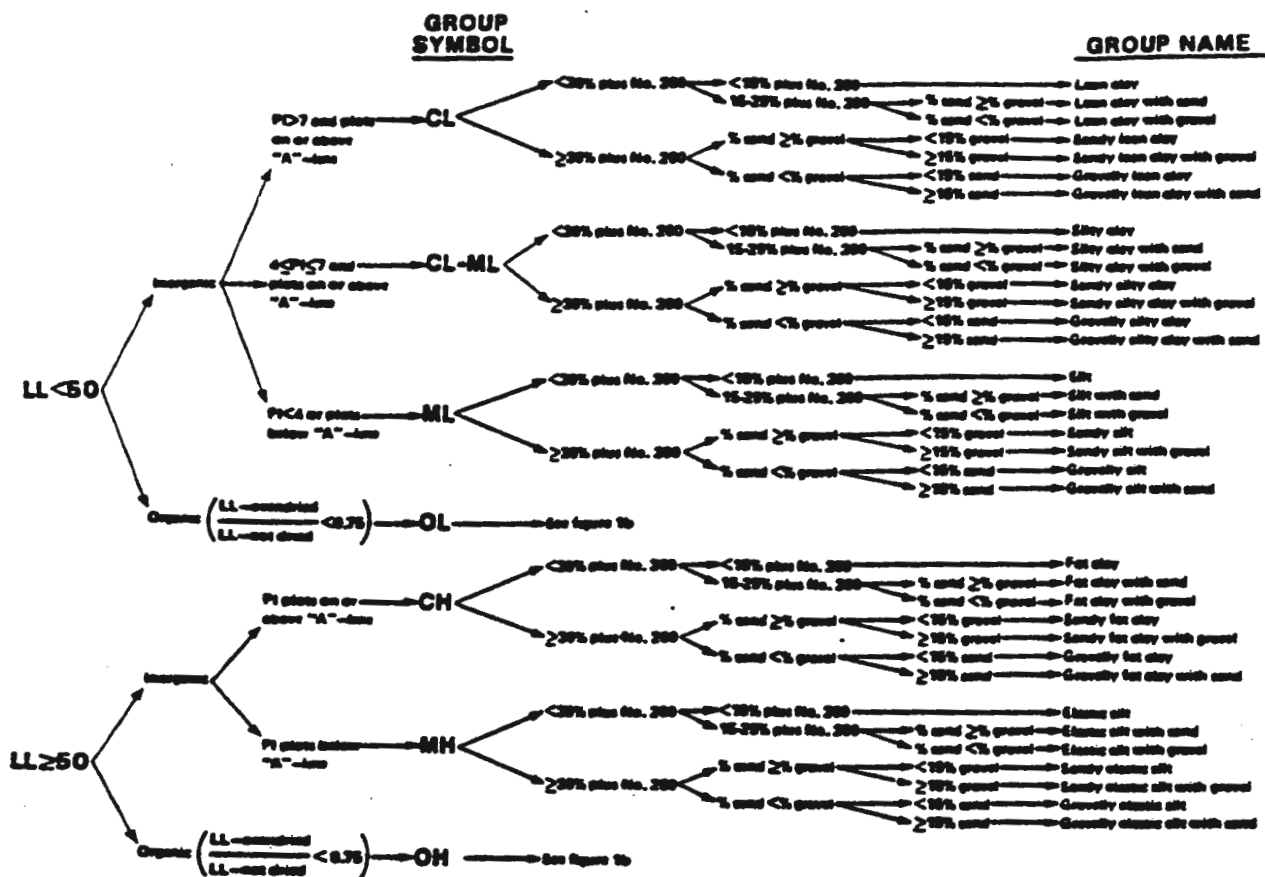 GROUP SYMBOL GROUP NAME
<30% plus No. 200 <15% plus No. 200 Lean clay
15-29% plus No. 200 % sand ≥% gravel Lean clay with sand
PI>7 and plots on or above "A"-line CL % sand <% gravel Lean clay with gravel
≥30% plus No. 200 % sand ≥% gravel <15% gravel Sandy lean clay
≥15% gravel Sandy lean clay with gravel
% sand <% gravel <15% sand Gravelly lean clay
≥15% sand Gravelly lean clay with sand
<30% plus No. 200 <15% plus No. 200 Silty clay
15-29% plus No. 200 % sand ≥% gravel Silty clay with sand
Inorganic 4≤PI≤7 and plots on or above "A"-line CL-ML % sand <% gravel Silty clay with gravel
≥30% plus No. 200 % sand ≥% gravel <15% gravel Sandy silty clay
≥15% gravel Sandy silty clay with gravel
% sand <% gravel <15% sand Gravelly silty clay
≥15% sand Gravelly silty clay with sand
LL<50
<30% plus No. 200 <15% plus No. 200 Silt
15-29% plus No. 200 % sand ≥% gravel Silt with sand
PI<4 or plots below "A"-line ML % sand <% gravel Silt with gravel
≥30% plus No. 200 % sand ≥% gravel <15% gravel Sandy silt
≥15% gravel Sandy silt with gravel
% sand <% gravel <15% sand Gravelly silt
≥15% sand Gravelly silt with sand
Organic (LL-ovendried / LL-not dried <0.75) OL See figure 1b
<30% plus No. 200 <15% plus No. 200 Fat clay
15-29% plus No. 200 % sand ≥% gravel Fat clay with sand
PI plots on or above "A"-line CH % sand <% gravel Fat clay with gravel
≥30% plus No. 200 % sand ≥% gravel <15% gravel Sandy fat clay
≥15% gravel Sandy fat clay with gravel
% sand <% gravel <15% sand Gravelly fat clay
≥15% sand Gravelly fat clay with sand
Inorganic
<30% plus No. 200 <15% plus No. 200 Elastic silt
15-29% plus No. 200 % sand ≥% gravel Elastic silt with sand
LL≥50 PI plots below "A"-line MH % sand <% gravel Elastic silt with gravel
≥30% plus No. 200 % sand ≥% gravel <15% gravel Sandy elastic silt
≥15% gravel Sandy elastic silt with gravel
% sand <% gravel <15% sand Gravelly elastic silt
≥15% sand Gravelly elastic silt with sand
Organic (LL-ovendried / LL-not dried <0.75) OH See figure 1b